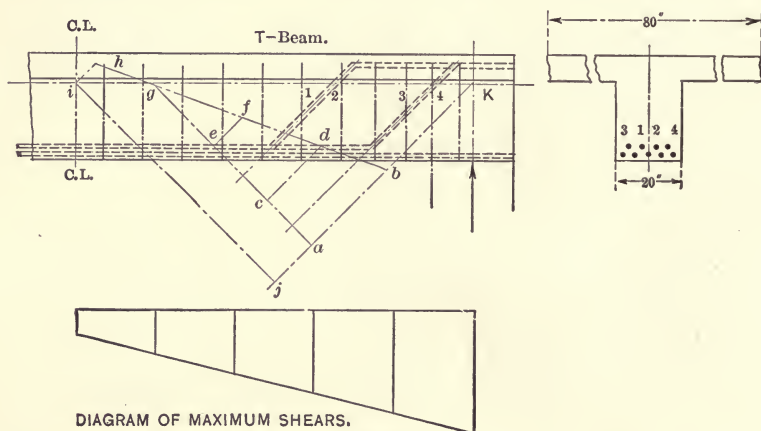 C.L.
T-Beam.
80"
h
i
g
f
1
2
3
4
K
e
d
b
3 1 2 4
C.L.
20"
c
a
j
DIAGRAM OF MAXIMUM SHEARS.